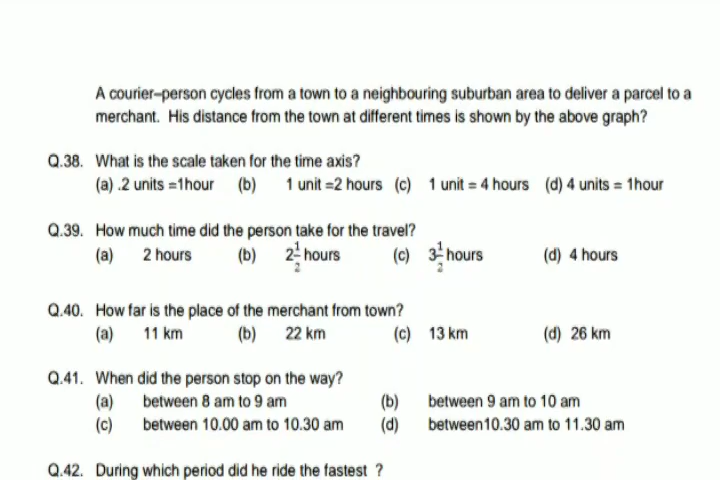 A courier–person cycles from a town to a neighbouring suburban area to deliver a parcel to a
merchant. His distance from the town at different times is shown by the above graph?
Q.38. What is the scale taken for the time axis?
(a) .2 units =1hour (b) 1 unit =2 hours (c) 1 unit = 4 hours (d) 4 units = 1hour
Q.39. How much time did the person take for the travel?
(a) 2 hours (b) 2 1/2 hours (c) 3 1/2 hours (d) 4 hours
Q.40. How far is the place of the merchant from town?
(a) 11 km (b) 22 km (c) 13 km (d) 26 km
Q.41. When did the person stop on the way?
(a) between 8 am to 9 am (b) between 9 am to 10 am
(c) between 10.00 am to 10.30 am (d) between10.30 am to 11.30 am
Q.42. During which period did he ride the fastest ?